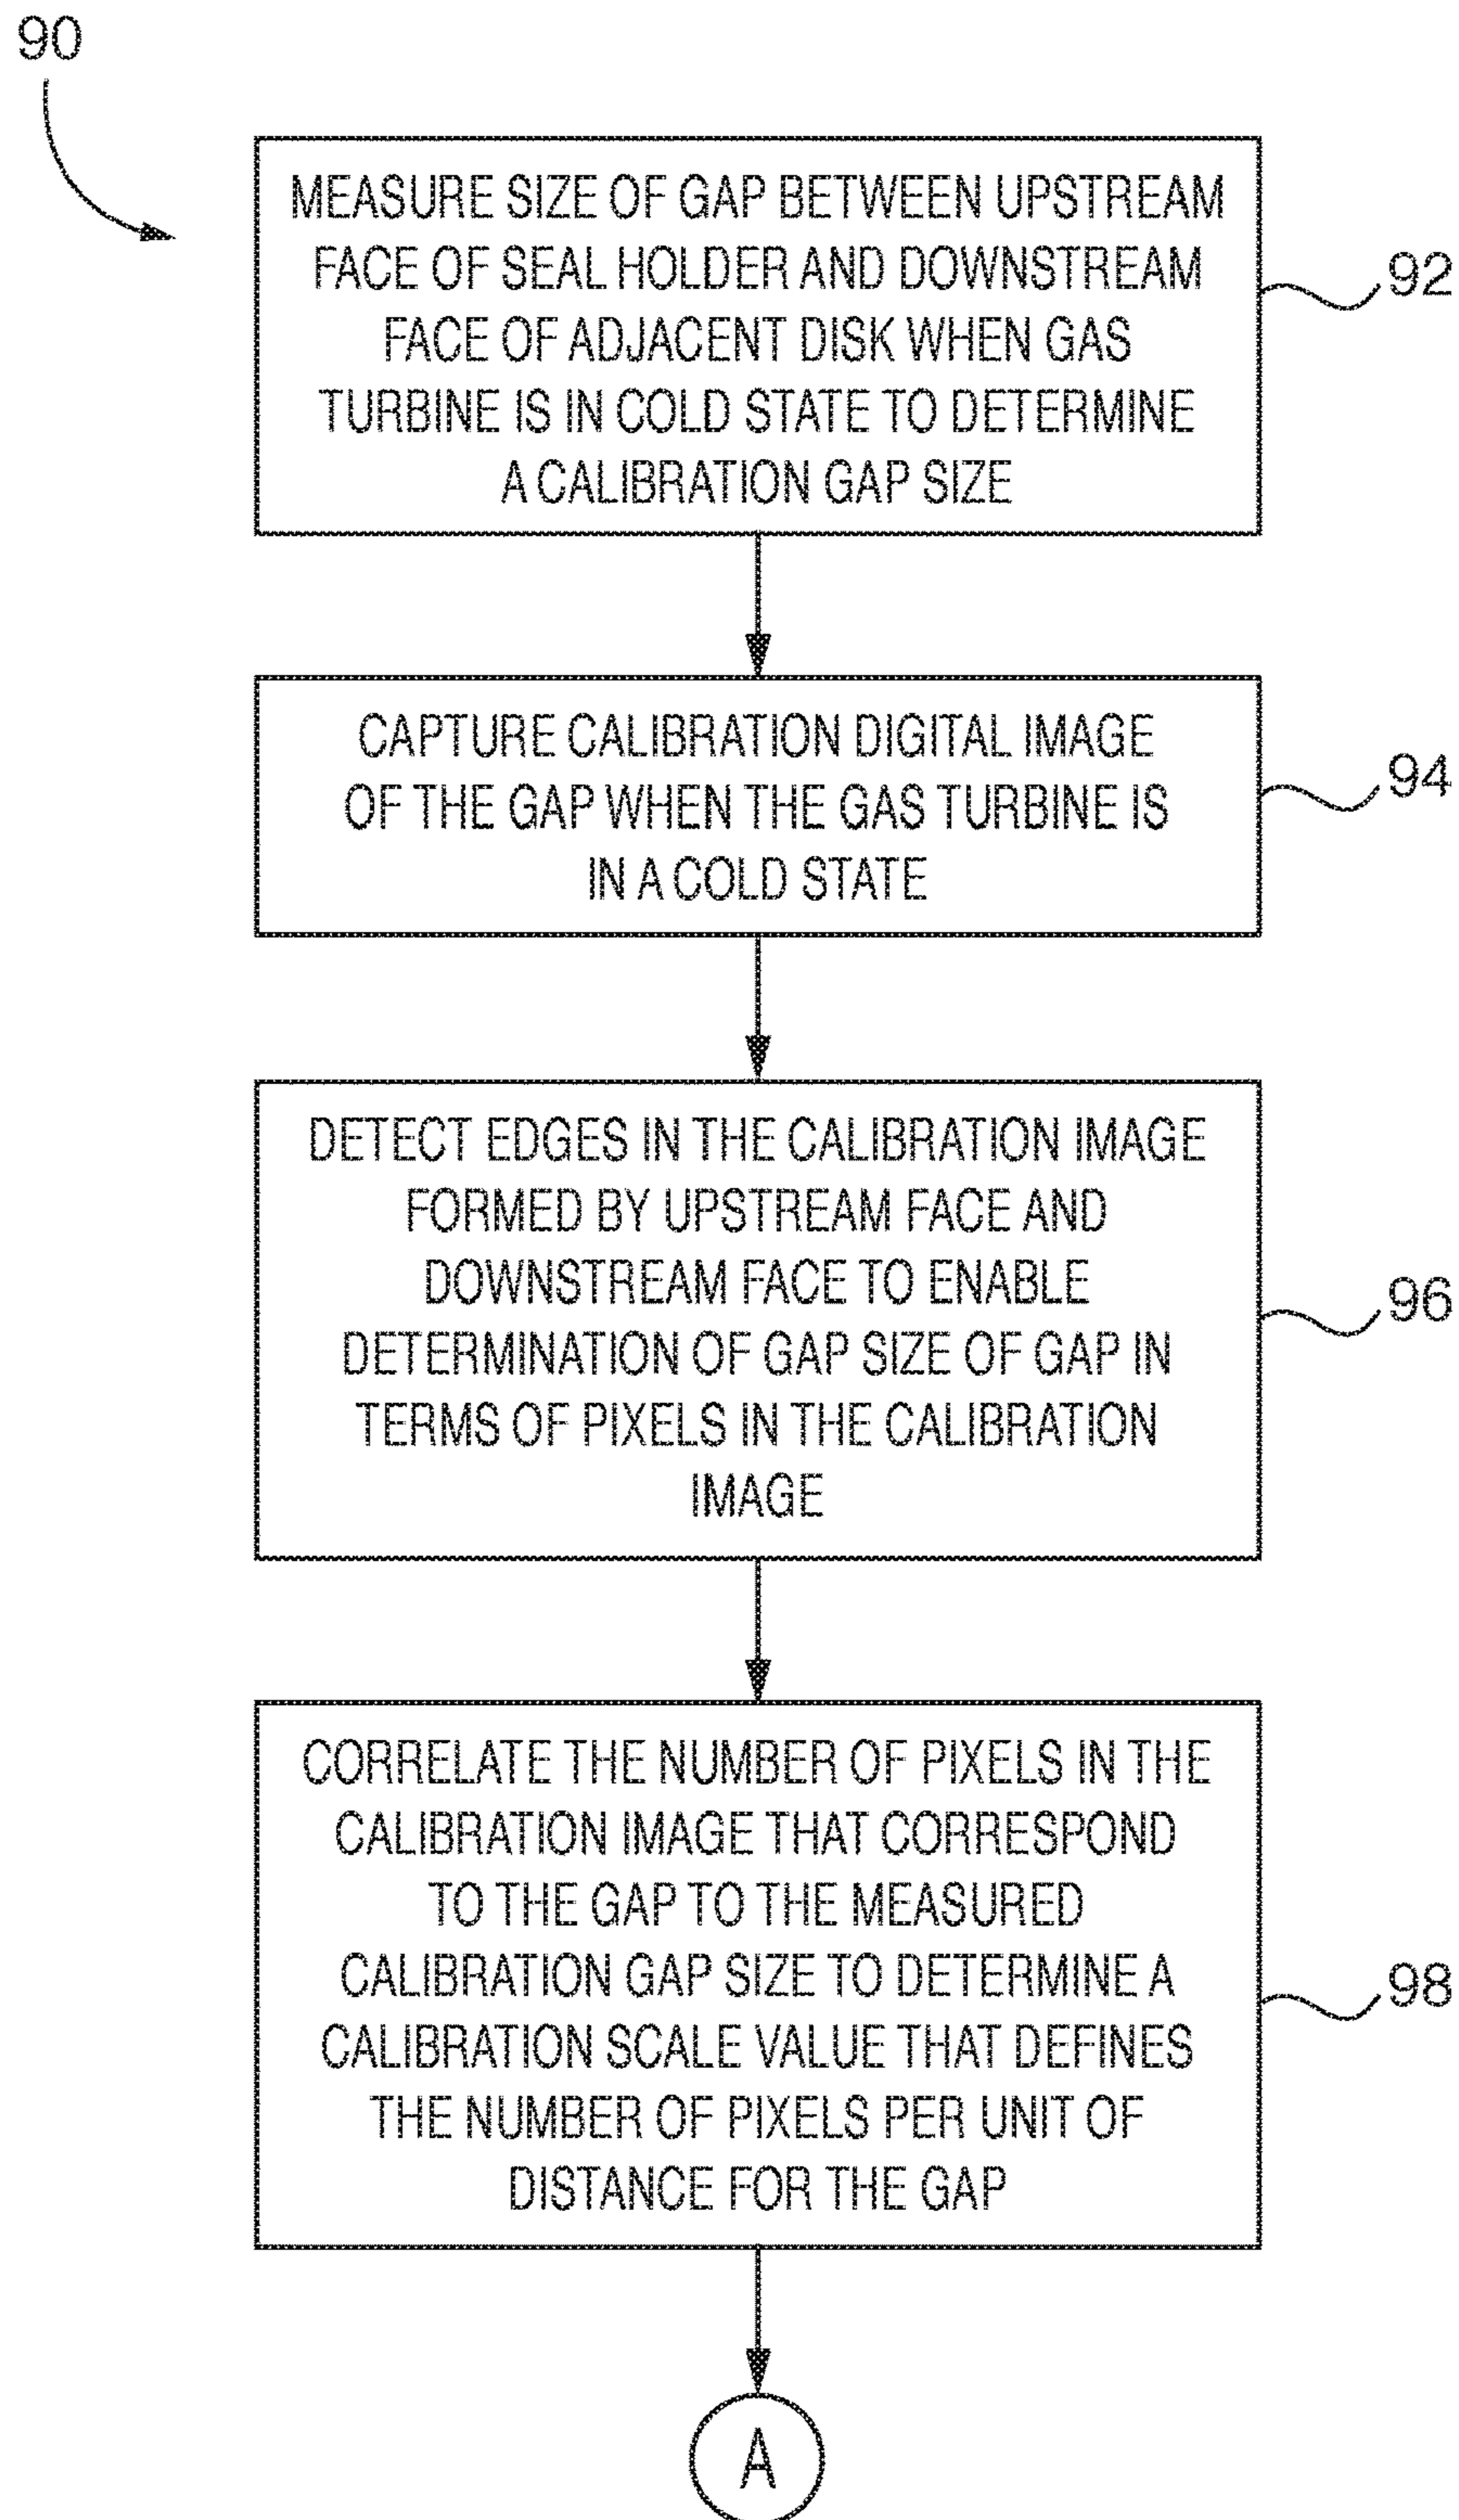 90
MEASURE SIZE OF GAP BETWEEN UPSTREAM
FACE OF SEAL HOLDER AND DOWNSTREAM
FACE OF ADJACENT DISK WHEN GAS
TURBINE IS IN COLD STATE TO DETERMINE
A CALIBRATION GAP SIZE
92
CAPTURE CALIBRATION DIGITAL IMAGE
OF THE GAP WHEN THE GAS TURBINE IS
IN A COLD STATE
94
DETECT EDGES IN THE CALIBRATION IMAGE
FORMED BY UPSTREAM FACE AND
DOWNSTREAM FACE TO ENABLE
DETERMINATION OF GAP SIZE OF GAP IN
TERMS OF PIXELS IN THE CALIBRATION
IMAGE
96
CORRELATE THE NUMBER OF PIXELS IN THE
CALIBRATION IMAGE THAT CORRESPOND
TO THE GAP TO THE MEASURED
CALIBRATION GAP SIZE TO DETERMINE A
CALIBRATION SCALE VALUE THAT DEFINES
THE NUMBER OF PIXELS PER UNIT OF
DISTANCE FOR THE GAP
98
A